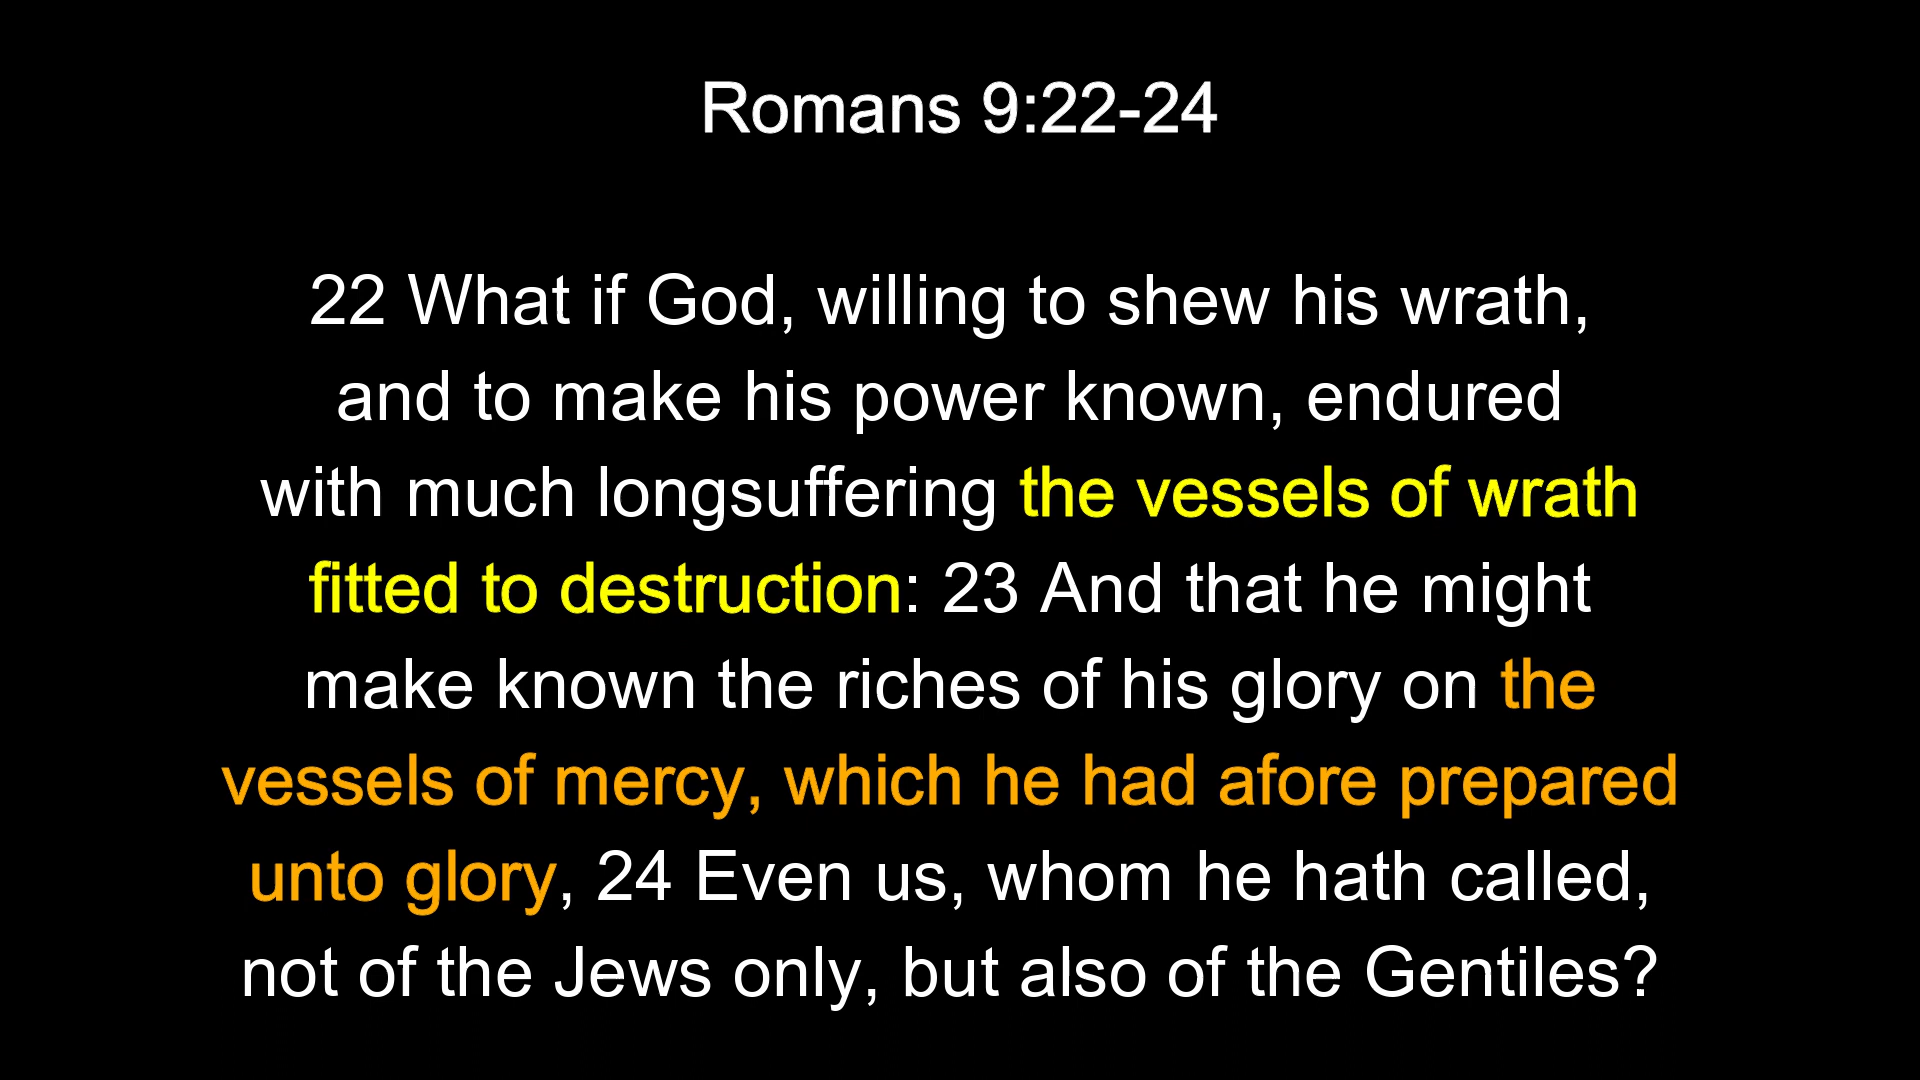 Romans 9:22-24
22 What if God, willing to shew his wrath,
and to make his power known, endured
with much longsuffering the vessels of wrath
fitted to destruction: 23 And that he might
make known the riches of his glory on the
vessels of mercy, which he had afore prepared
unto glory, 24 Even us, whom he hath called,
not of the Jews only, but also of the Gentiles?